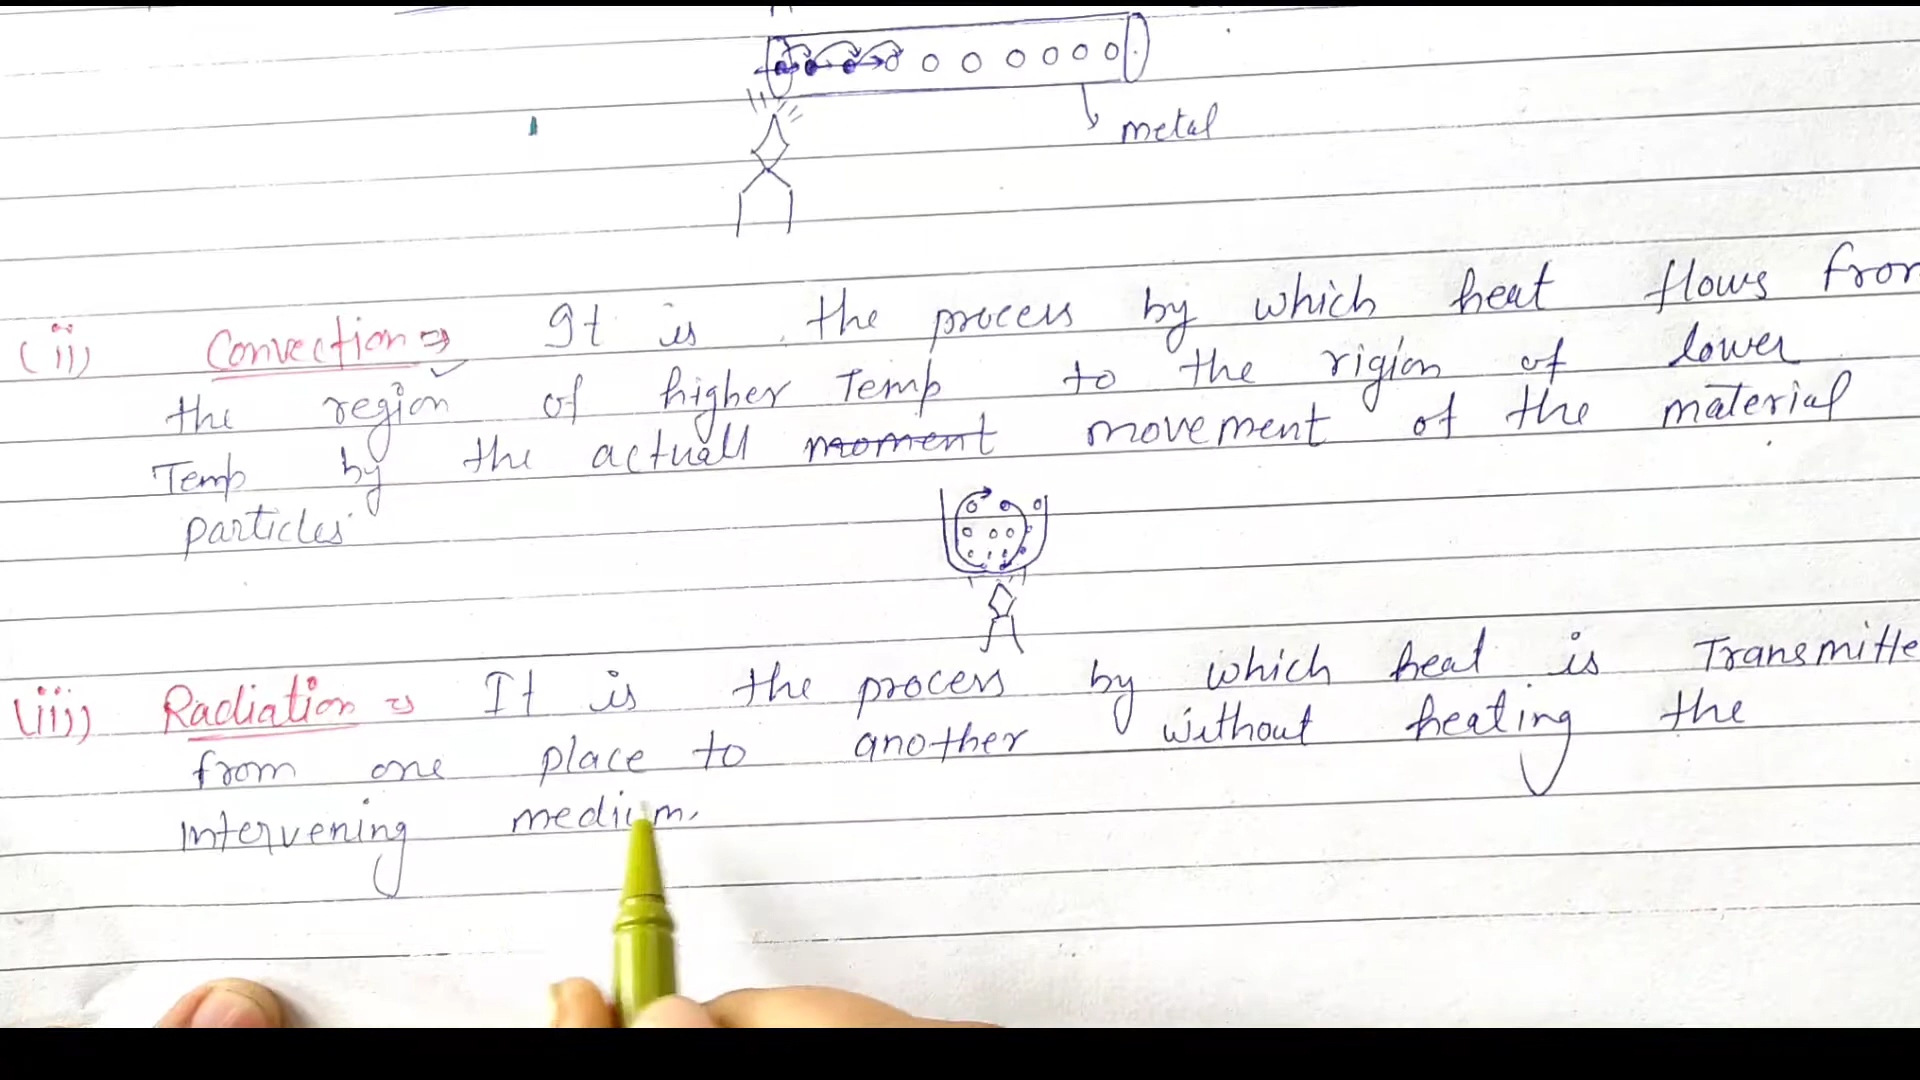 metal
(ii) Convection ⇒ It is the process by which heat flows from
the region of higher Temp to the rigion of lower
Temp by the actuall moment movement of the material
particles
(iii) Radiation ⇒ It is the process by which heat is Transmitte
from one place to another without heating the
Intervening medium.